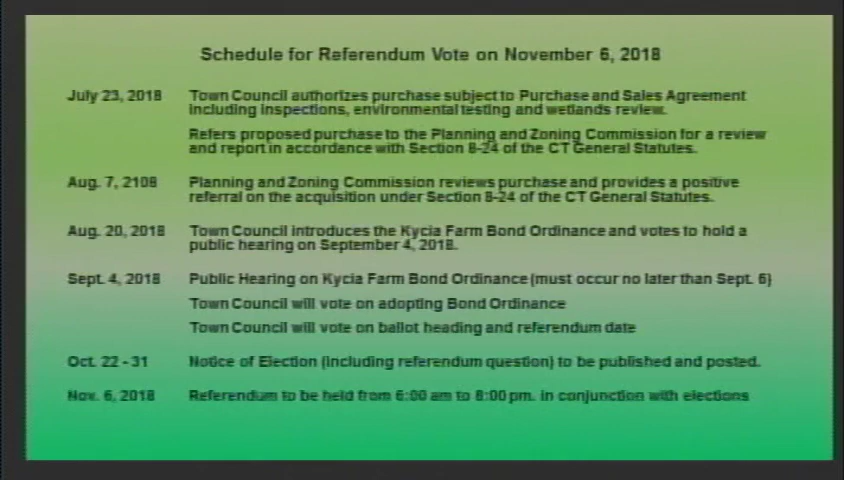 Schedule for Referendum Vote on November 6, 2018
July 23, 2018 Town Council authorizes purchase subject to Purchase and Sales Agreement
including inspections, environmental testing and wetlands review.
Refers proposed purchase to the Planning and Zoning Commission for a review
and report in accordance with Section 8-24 of the CT General Statutes.
Aug. 7, 2108 Planning and Zoning Commission reviews purchase and provides a positive
referral on the acquisition under Section 8-24 of the CT General Statutes.
Aug. 20, 2018 Town Council introduces the Kycia Farm Bond Ordinance and votes to hold a
public hearing on September 4, 2018.
Sept. 4, 2018 Public Hearing on Kycia Farm Bond Ordinance (must occur no later than Sept. 6)
Town Council will vote on adopting Bond Ordinance
Town Council will vote on ballot heading and referendum date
Oct. 22 - 31 Notice of Election (including referendum question) to be published and posted.
Nov. 6, 2018 Referendum to be held from 6:00 am to 8:00 pm. in conjunction with elections